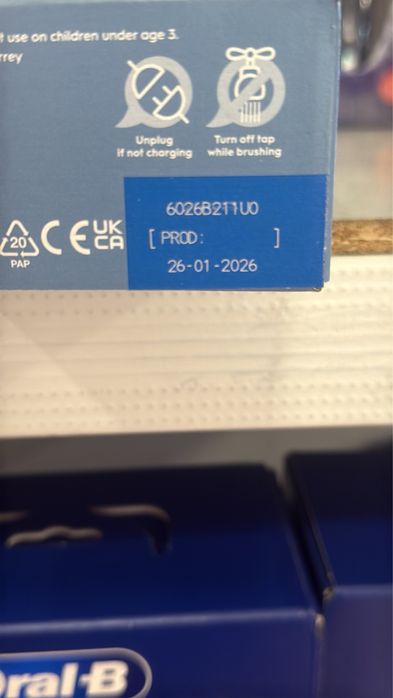 t use on children under age 3.
rrey
Unplug
if not charging
Turn off tap
while brushing
20
PAP
CE UK
CA
6026B211U0
[ PROD: ]
26-01-2026
Oral-B